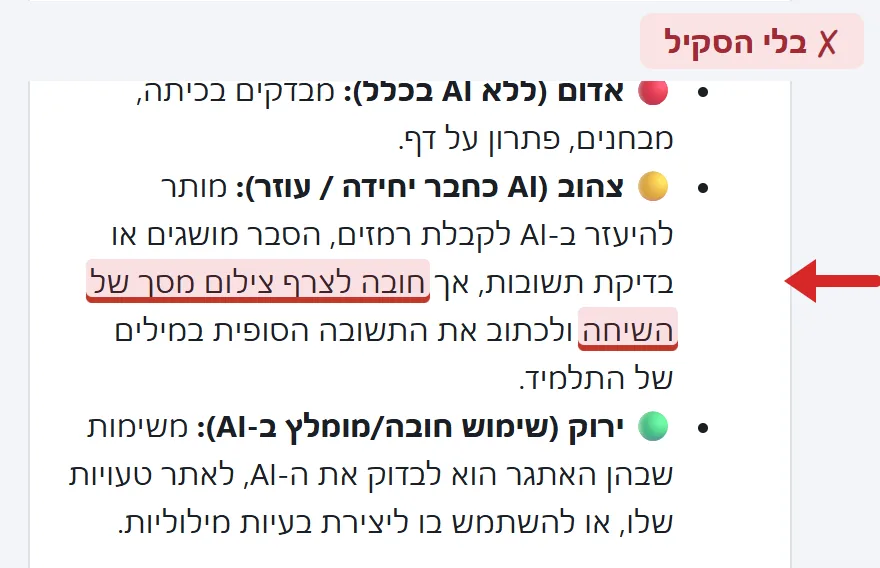 ✗ בלי הסקיל
• 🔴 אדום (ללא AI בכלל): מבדקים בכיתה,
מבחנים, פתרון על דף.
• 🟡 צהוב (AI כחבר יחידה / עוזר): מותר
להיעזר ב-AI לקבלת רמזים, הסבר מושגים או
בדיקת תשובות, אך חובה לצרף צילום מסך של
השיחה ולכתוב את התשובה הסופית במילים
של התלמיד.
• 🟢 ירוק (שימוש חובה/מומלץ ב-AI): משימות
שבהן האתגר הוא לבדוק את ה-AI, לאתר טעויות
שלו, או להשתמש בו ליצירת בעיות מילוליות.